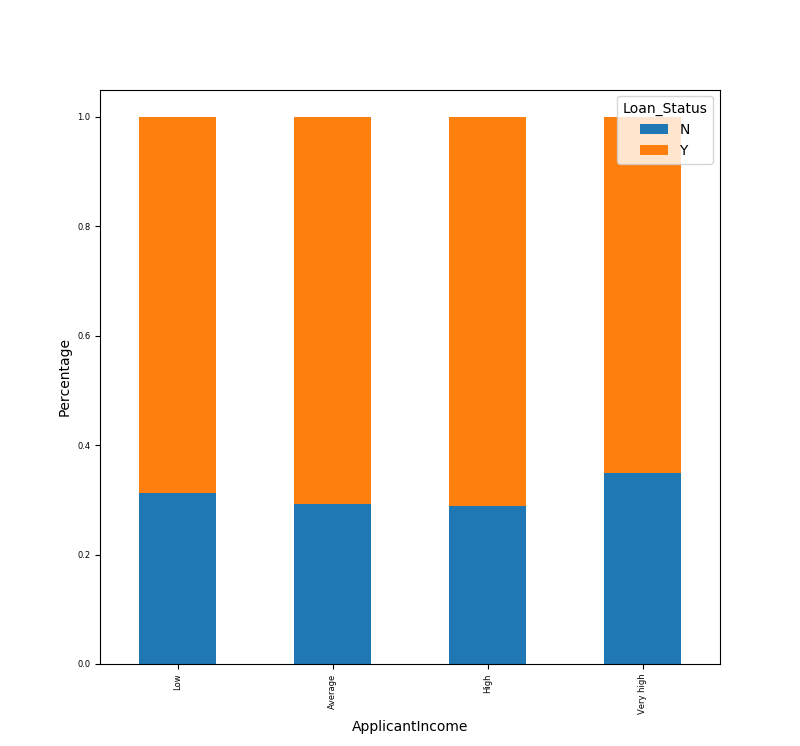 Loan_Status
N
Y
1.0
0.8
0.6
0.4
0.2
0.0
Percentage
Low
Average
High
Very high
ApplicantIncome